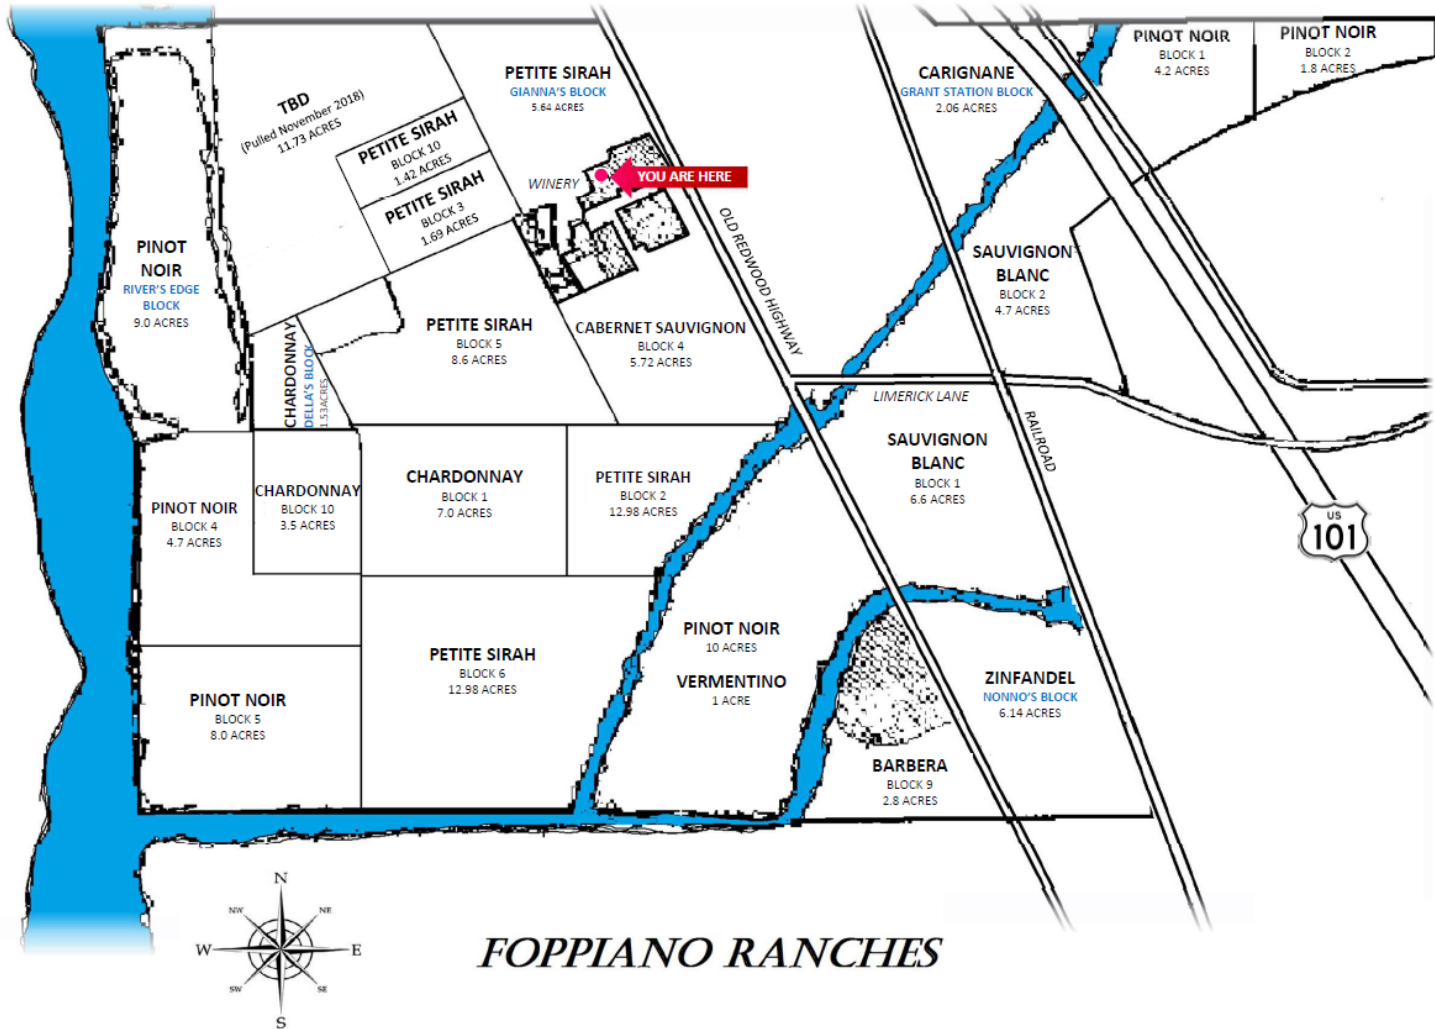 PINOT NOIR
BLOCK 1
4.2 ACRES
PINOT NOIR
BLOCK 2
1.8 ACRES
PETITE SIRAH
GIANNA'S BLOCK
5.64 ACRES
CARIGNANE
GRANT STATION BLOCK
2.06 ACRES
TBD
(Pulled November 2018)
11.73 ACRES
PETITE SIRAH
BLOCK 10
1.42 ACRES
PETITE SIRAH
BLOCK 3
1.69 ACRES
WINERY
YOU ARE HERE
OLD REDWOOD HIGHWAY
PINOT
NOIR
RIVER'S EDGE
BLOCK
9.0 ACRES
SAUVIGNON
BLANC
BLOCK 2
4.7 ACRES
CHARDONNAY
DELLA'S BLOCK
1.53ACRES
PETITE SIRAH
BLOCK 5
8.6 ACRES
CABERNET SAUVIGNON
BLOCK 4
5.72 ACRES
LIMERICK LANE
RAILROAD
SAUVIGNON
BLANC
BLOCK 1
6.6 ACRES
PINOT NOIR
BLOCK 4
4.7 ACRES
CHARDONNAY
BLOCK 10
3.5 ACRES
CHARDONNAY
BLOCK 1
7.0 ACRES
PETITE SIRAH
BLOCK 2
12.98 ACRES
US
101
PINOT NOIR
10 ACRES
VERMENTINO
1 ACRE
PETITE SIRAH
BLOCK 6
12.98 ACRES
ZINFANDEL
NONNO'S BLOCK
6.14 ACRES
PINOT NOIR
BLOCK 5
8.0 ACRES
BARBERA
BLOCK 9
2.8 ACRES
N
NW
NE
W
E
SW
SE
S
FOPPIANO RANCHES